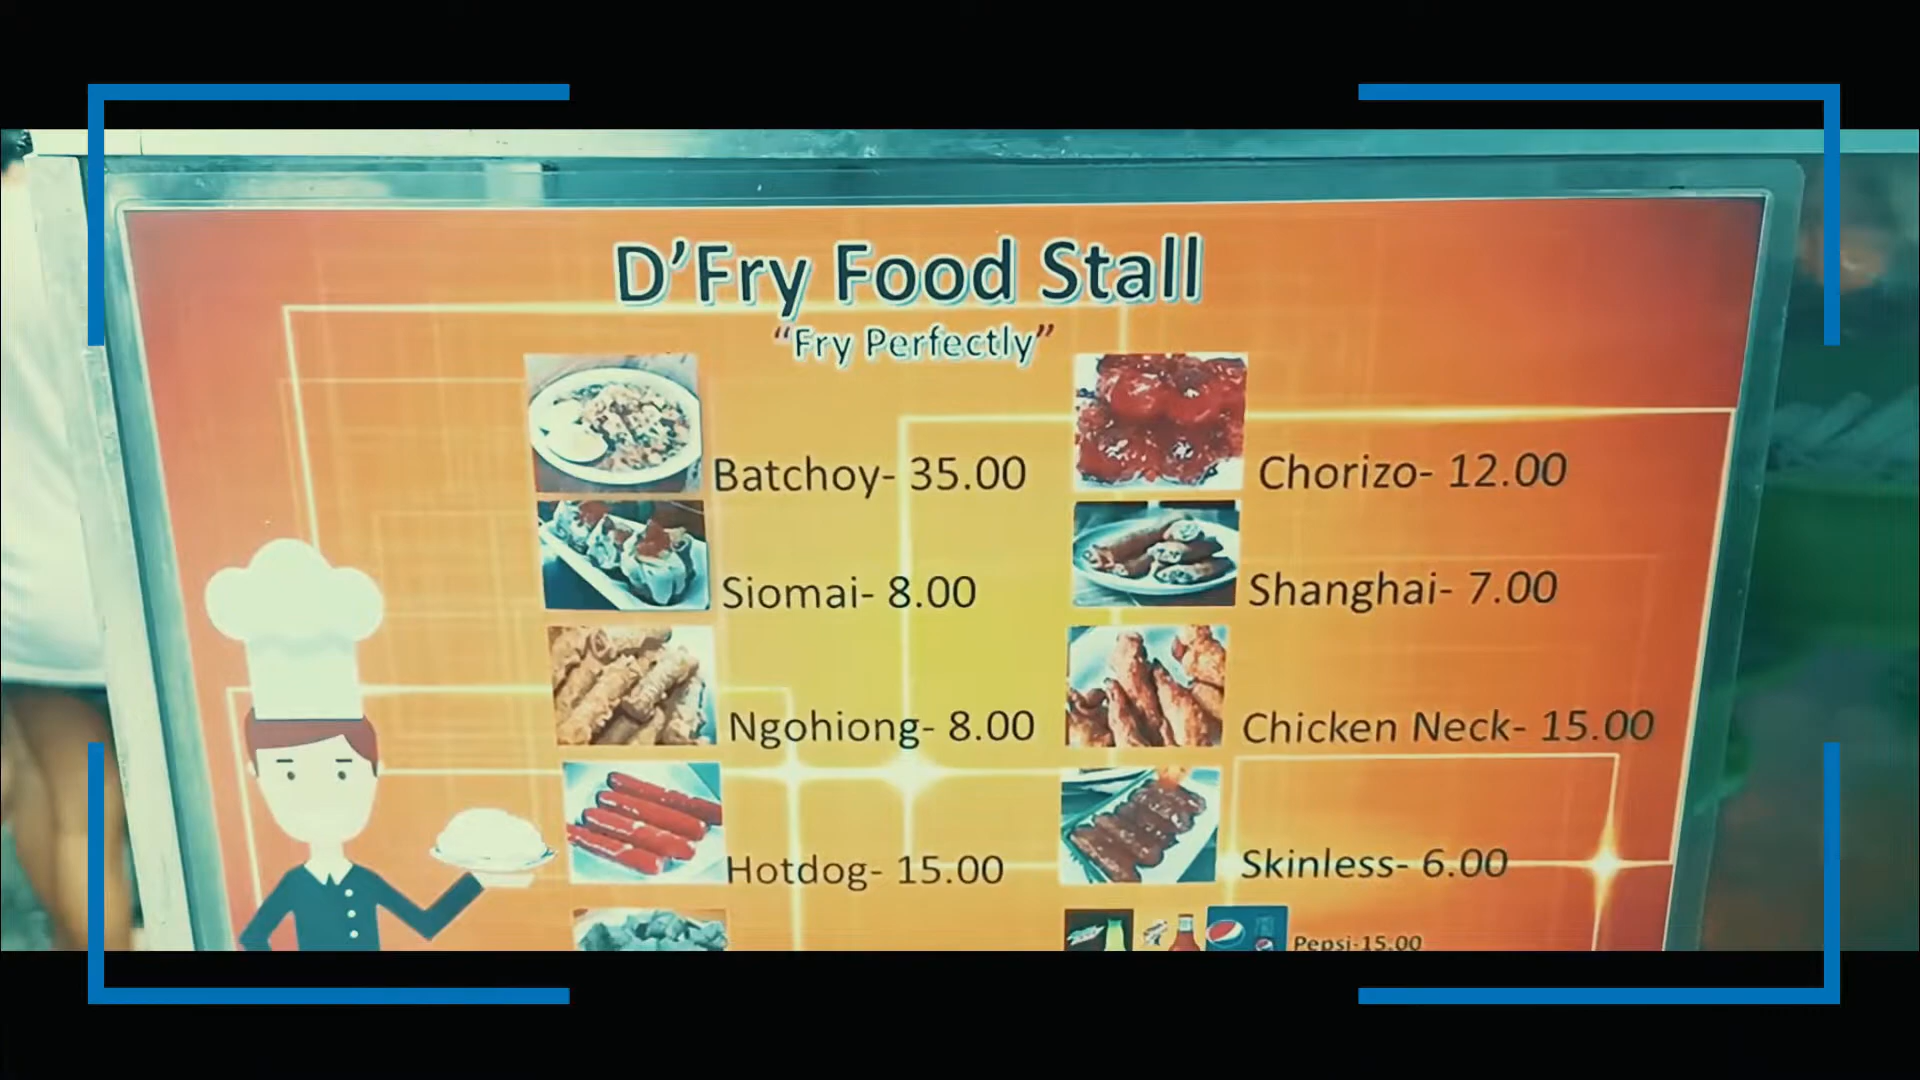 D'Fry Food Stall
"Fry Perfectly"
Batchoy- 35.00
Chorizo- 12.00
Siomai- 8.00
Shanghai- 7.00
Ngohiong- 8.00
Chicken Neck- 15.00
Hotdog- 15.00
Skinless- 6.00
Pepsi-15.00